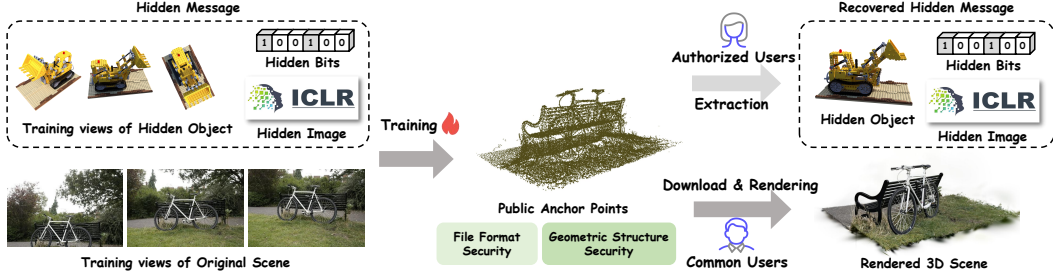 Hidden Message
1 0 0 1 0 0
Hidden Bits
ICLR
Training views of Hidden Object
Hidden Image
Training views of Original Scene
Training
Public Anchor Points
File Format
Security
Geometric Structure
Security
Authorized Users
Extraction
Download & Rendering
Common Users
Recovered Hidden Message
1 0 0 1 0 0
Hidden Bits
ICLR
Hidden Object
Hidden Image
Rendered 3D Scene